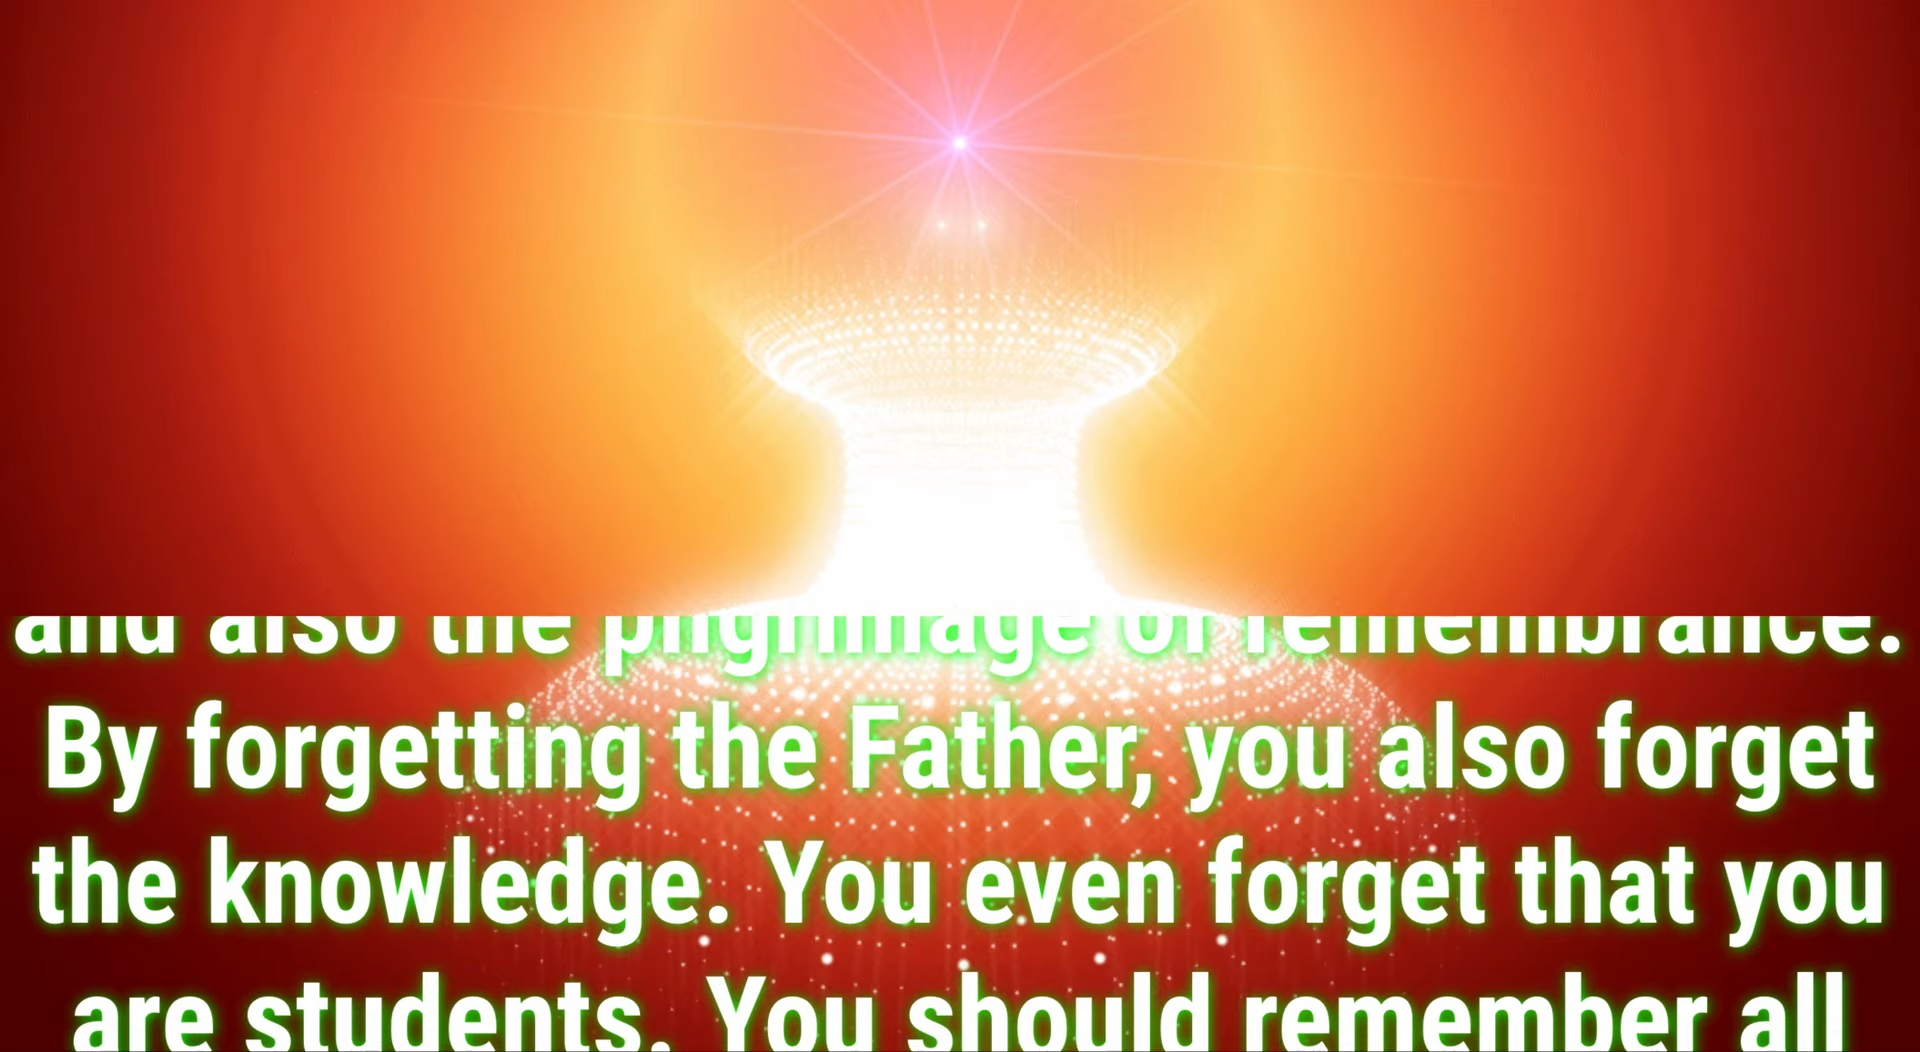 and also the pilgrimage of remembrance.
By forgetting the Father, you also forget
the knowledge. You even forget that you
are students. You should remember all